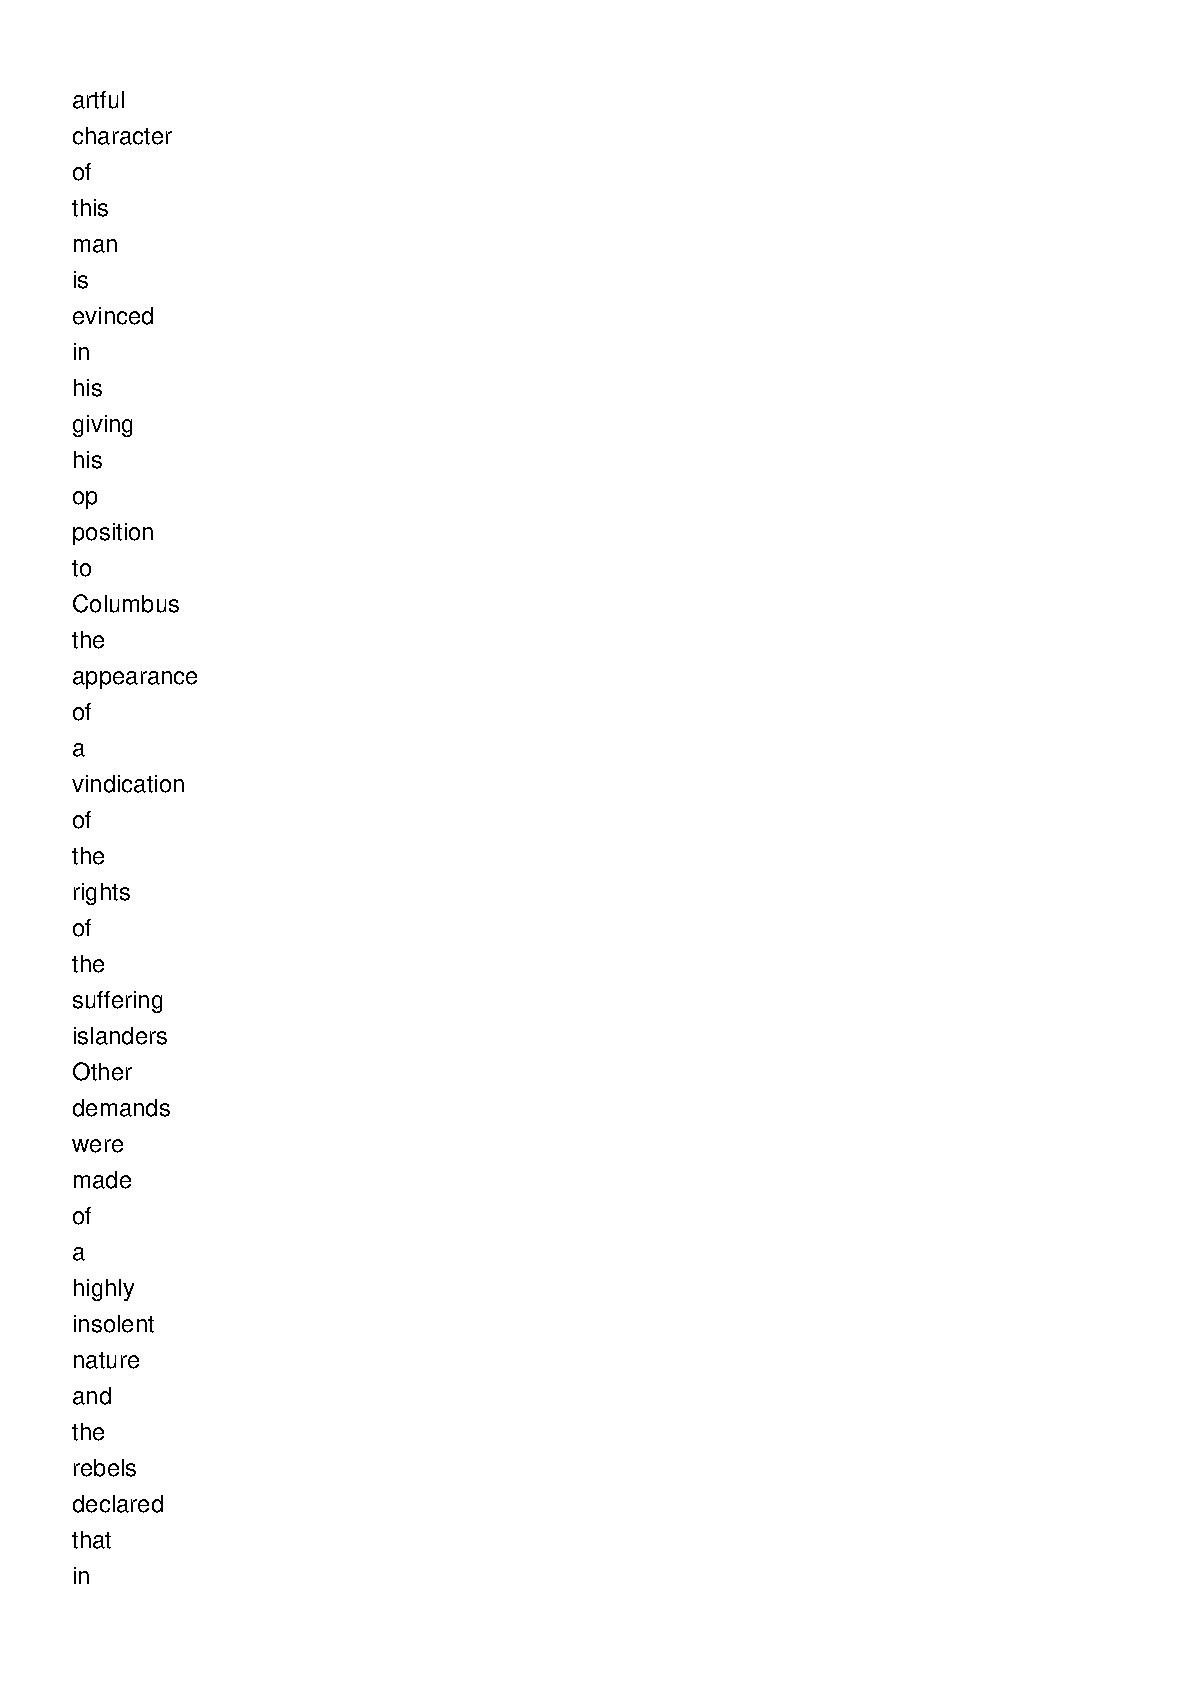 artful
character
of
this
man
is
evinced
in
his
giving
his
op
position
to
Columbus
the
appearance
of
a
vindication
of
the
rights
of
the
suffering
islanders
Other
demands
were
made
of
a
highly
insolent
nature
and
the
rebels
declared
that
in